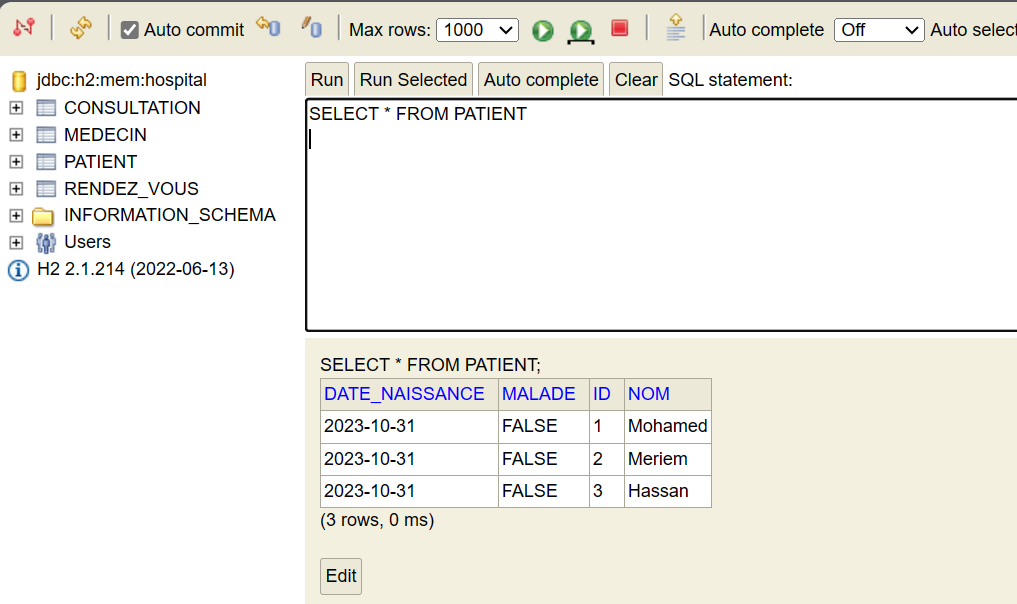 Auto commit Max rows: 1000 Auto complete Off Auto select
jdbc:h2:mem:hospital
CONSULTATION
MEDECIN
PATIENT
RENDEZ_VOUS
INFORMATION_SCHEMA
Users
H2 2.1.214 (2022-06-13)
Run Run Selected Auto complete Clear SQL statement:
SELECT * FROM PATIENT
SELECT * FROM PATIENT;
DATE_NAISSANCE MALADE ID NOM
2023-10-31 FALSE 1 Mohamed
2023-10-31 FALSE 2 Meriem
2023-10-31 FALSE 3 Hassan
(3 rows, 0 ms)
Edit